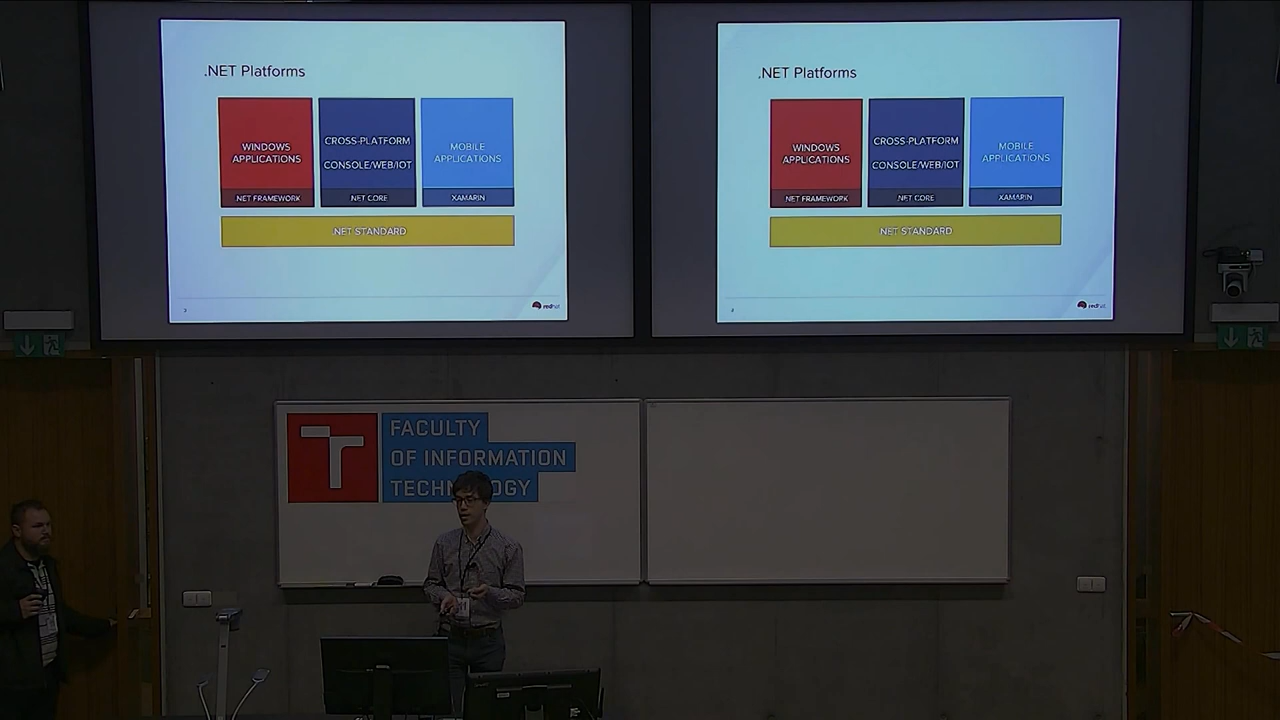 .NET Platforms
WINDOWS
APPLICATIONS
.NET FRAMEWORK
CROSS-PLATFORM
CONSOLE/WEB/IOT
.NET CORE
MOBILE
APPLICATIONS
XAMARIN
.NET STANDARD
redhat
.NET Platforms
WINDOWS
APPLICATIONS
.NET FRAMEWORK
CROSS-PLATFORM
CONSOLE/WEB/IOT
.NET CORE
MOBILE
APPLICATIONS
XAMARIN
.NET STANDARD
redhat
FACULTY
OF INFORMATION